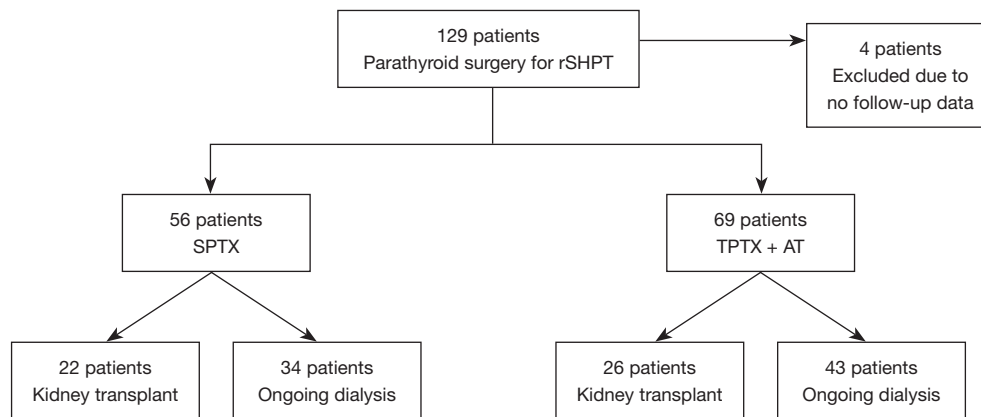 129 patients
Parathyroid surgery for rSHPT
4 patients
Excluded due to
no follow-up data
56 patients
SPTX
69 patients
TPTX + AT
22 patients
Kidney transplant
34 patients
Ongoing dialysis
26 patients
Kidney transplant
43 patients
Ongoing dialysis